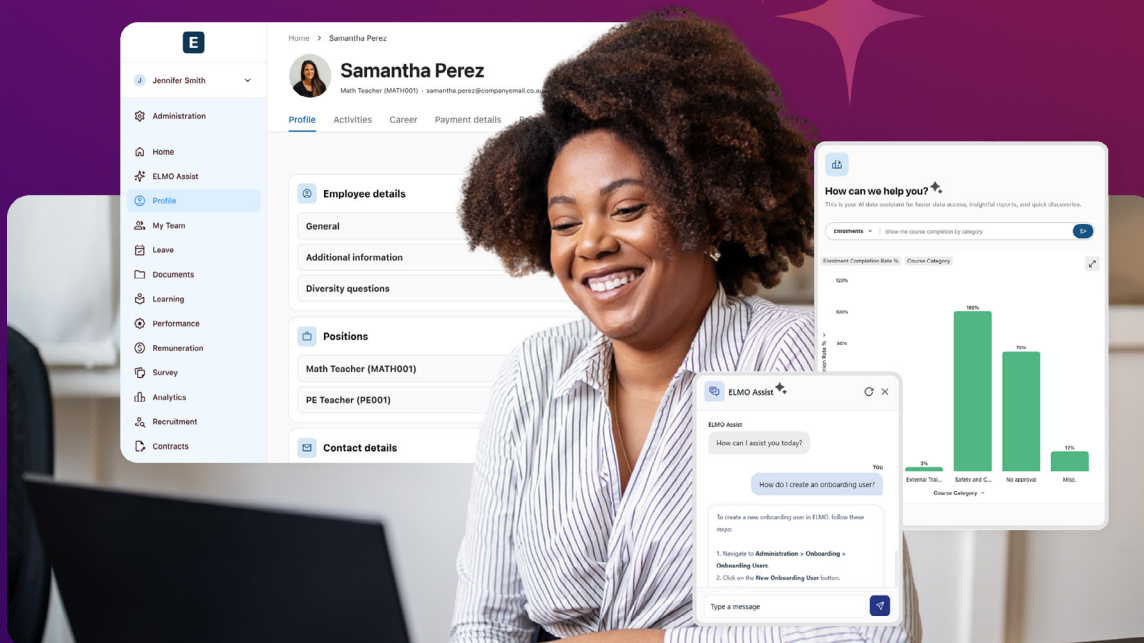 E
J Jennifer Smith
Administration
Home
ELMO Assist
Profile
My Team
Leave
Documents
Learning
Performance
Remuneration
Survey
Analytics
Recruitment
Contracts
Home > Samantha Perez
Samantha Perez
Math Teacher (MATH001) • samantha.perez@companyemail.co.au
Profile Activities Career Payment details
Employee details
General
Additional information
Diversity questions
Positions
Math Teacher (MATH001)
PE Teacher (PE001)
Contact details
How can we help you?
This is your AI data assistant for faster data access, insightful reports, and quick discoveries.
Enrolments Show me course completion by category
Enrolment Completion Rate % Course Category
120%
100%
80%
Rate %
100%
75%
3%
13%
External Trai... Safety and C... No approval Misc.
Course Category
ELMO Assist
ELMO Assist
How can I assist you today?
You
How do I create an onboarding user?
To create a new onboarding user in ELMO, follow these
steps:
1. Navigate to Administration > Onboarding >
Onboarding Users.
2. Click on the New Onboarding User button.
Type a message